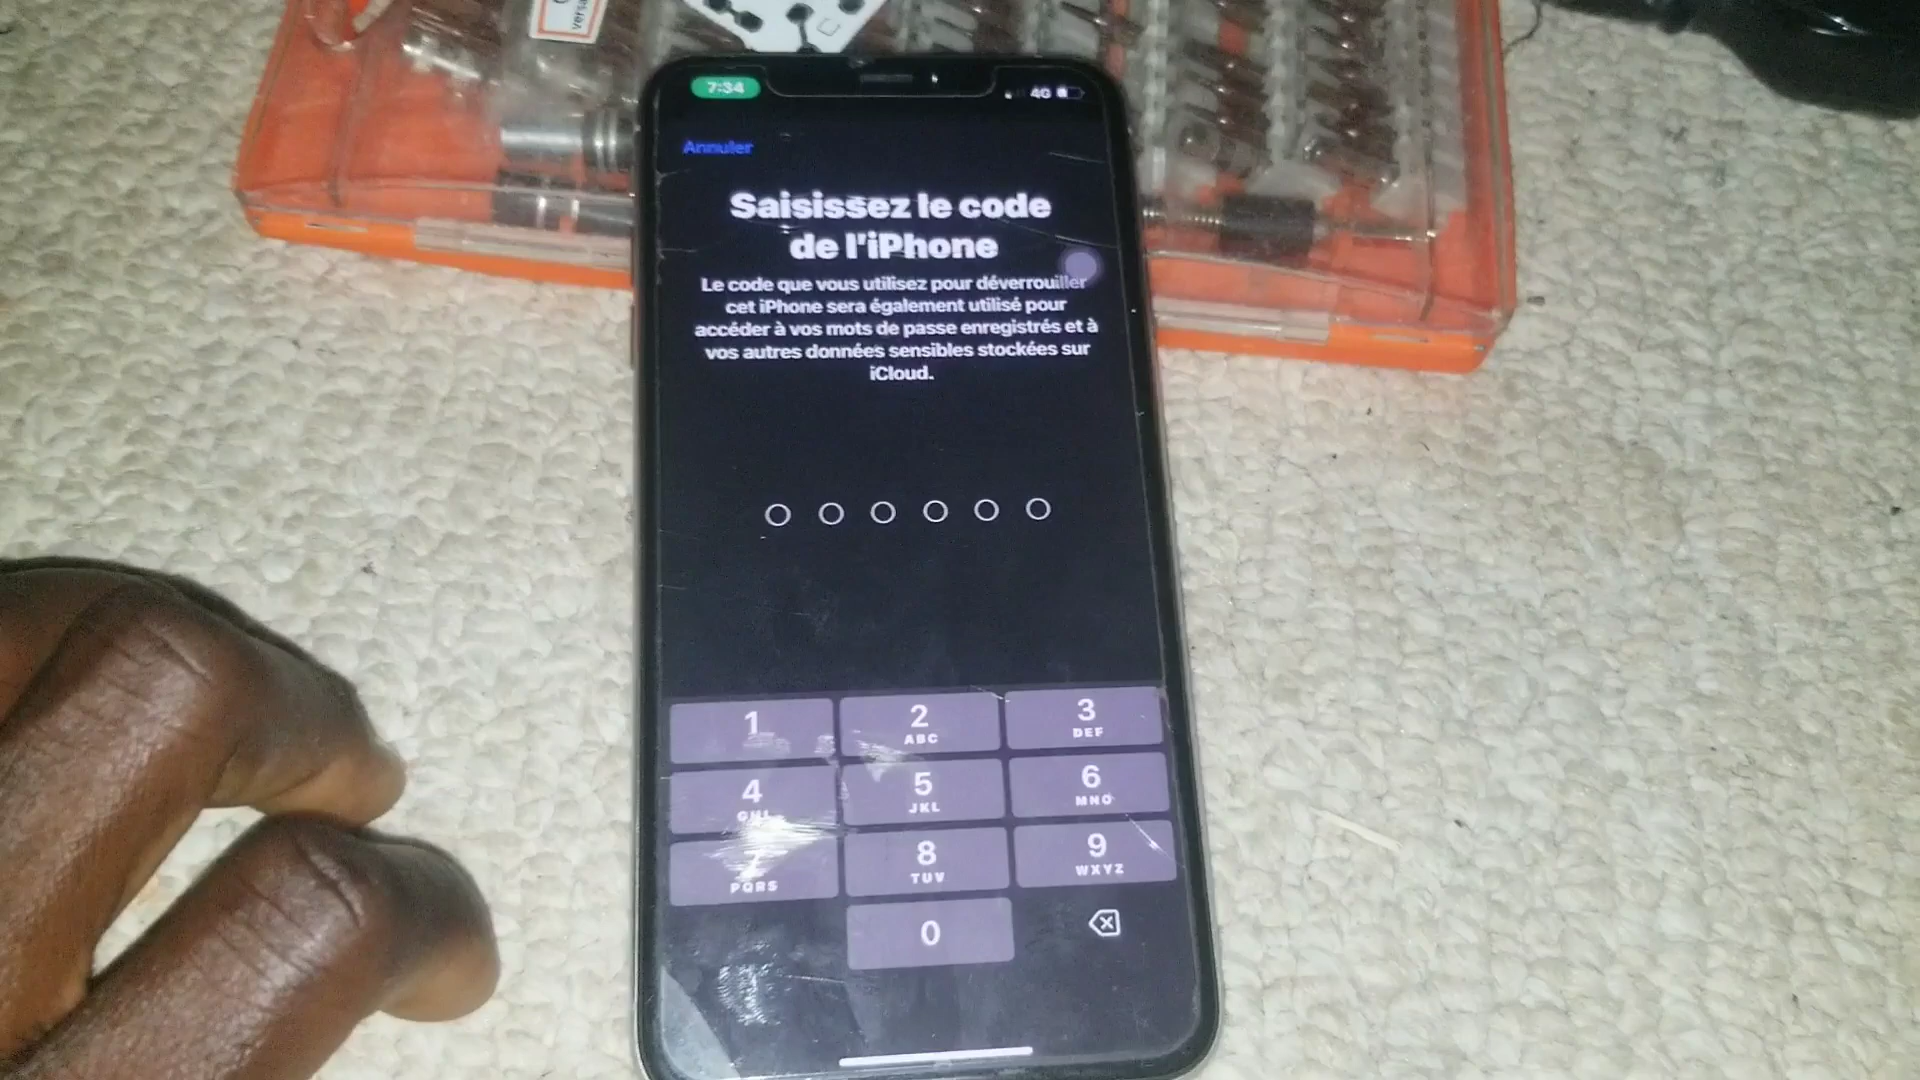 7:34
4G
Annuler
Saisissez le code
de l'iPhone
Le code que vous utilisez pour déverrouiller
cet iPhone sera également utilisé pour
accéder à vos mots de passe enregistrés et à
vos autres données sensibles stockées sur
iCloud.
1
2
ABC
3
DEF
4
GHI
5
JKL
6
MNO
7
PQRS
8
TUV
9
WXYZ
0